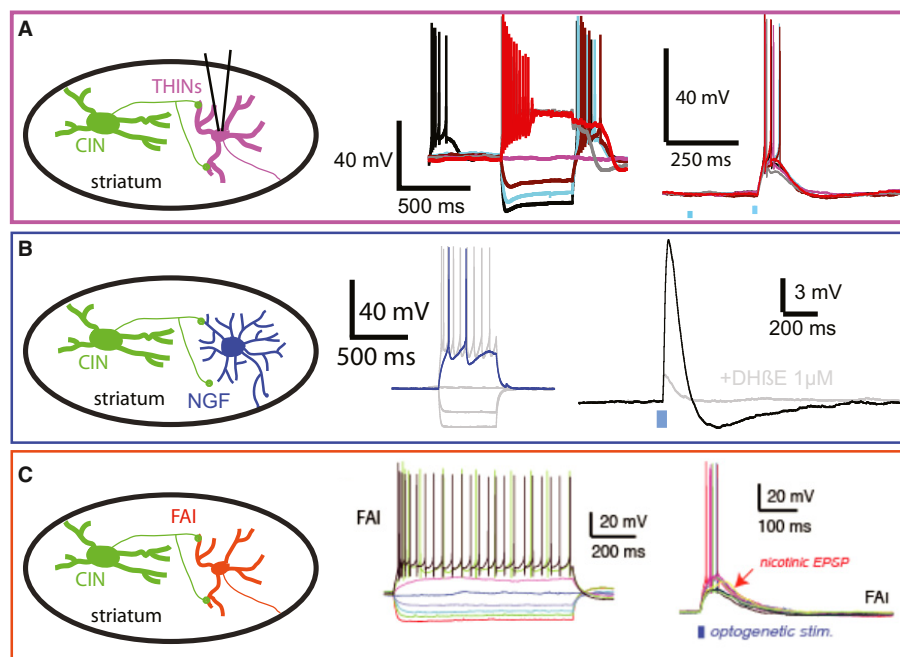 A
THINs
CIN
striatum
40 mV
500 ms
40 mV
250 ms
B
CIN
NGF
striatum
40 mV
500 ms
3 mV
200 ms
+DHßE 1µM
C
FAI
CIN
striatum
FAI
20 mV
200 ms
20 mV
100 ms
nicotinic EPGP
FAI
optogenetic stim.